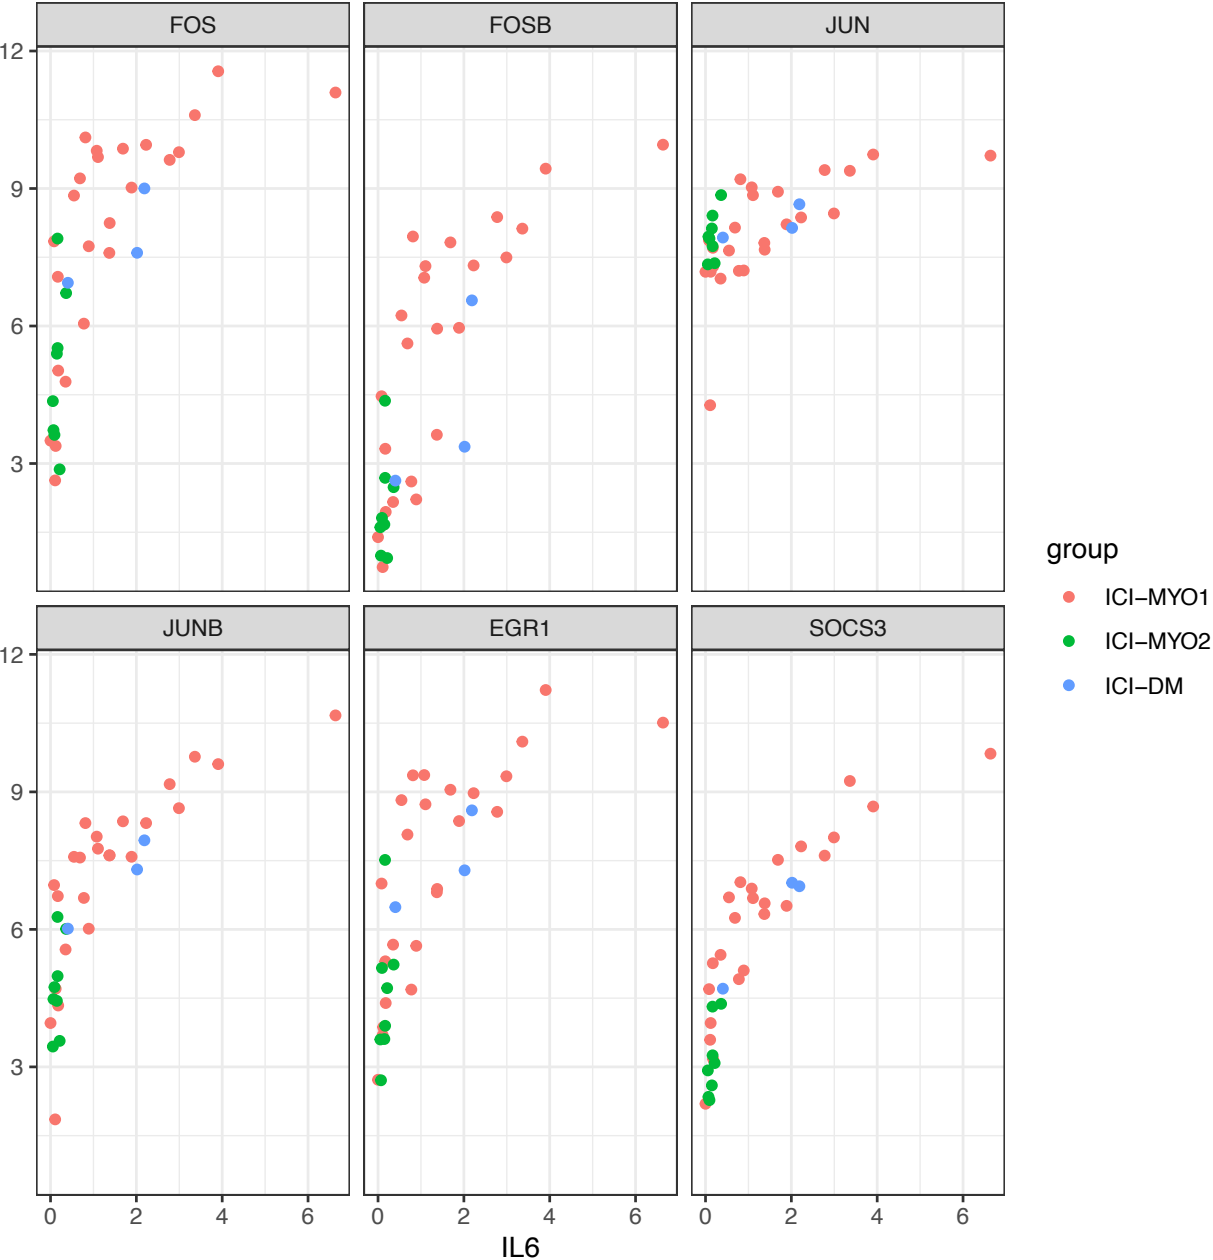 FOS FOSB JUN
12
9
6
3
JUNB EGR1 SOCS3
12
9
6
3
0 2 4 6 0 2 4 6 0 2 4 6
IL6
group
ICI−MYO1
ICI−MYO2
ICI−DM